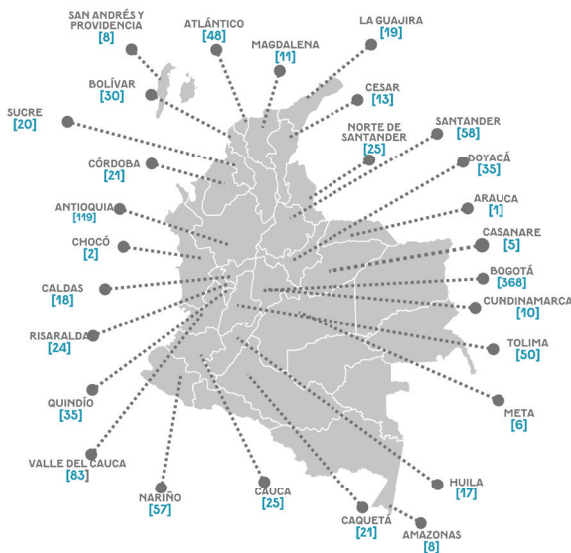 SAN ANDRÉS Y
PROVIDENCIA
[8]
ATLÁNTICO
[48]
MAGDALENA
[11]
LA GUAJIRA
[19]
BOLÍVAR
[30]
CESAR
[13]
SUCRE
[20]
NORTE DE
SANTANDER
[25]
SANTANDER
[58]
CÓRDOBA
[21]
BOYACÁ
[35]
ANTIOQUIA
[119]
ARAUCA
[1]
CHOCÓ
[2]
CASANARE
[5]
CALDAS
[18]
BOGOTÁ
[368]
CUNDINAMARCA
[10]
RISARALDA
[24]
TOLIMA
[50]
QUINDÍO
[35]
META
[6]
VALLE DEL CAUCA
[83]
NARIÑO
[57]
CAUCA
[25]
HUILA
[17]
CAQUETÁ
[21]
AMAZONAS
[8]